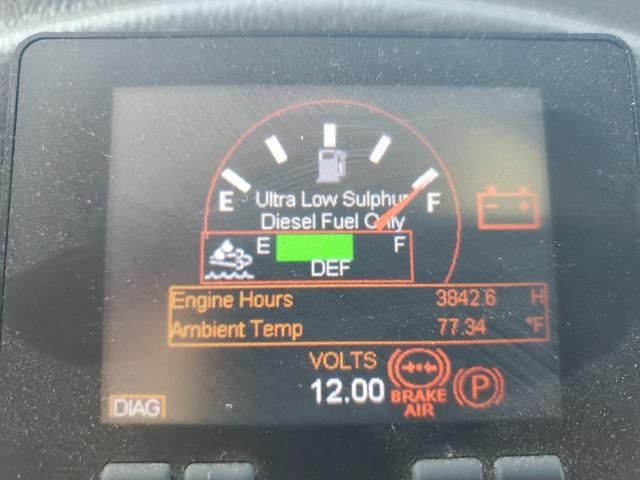 E
F
Ultra Low Sulphur
Diesel Fuel Only
E
F
DEF
Engine Hours 3842.6 H
Ambient Temp 77.34 °F
VOLTS
12.00
BRAKE
AIR
P
DIAG